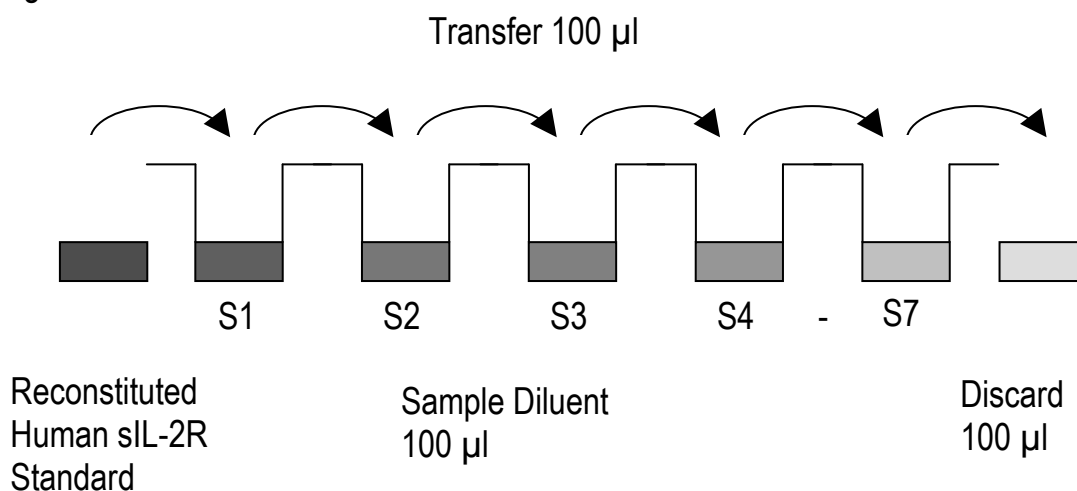 Transfer 100 µl
S1 S2 S3 S4 - S7
Reconstituted
Human sIL-2R
Standard
Sample Diluent
100 µl
Discard
100 µl